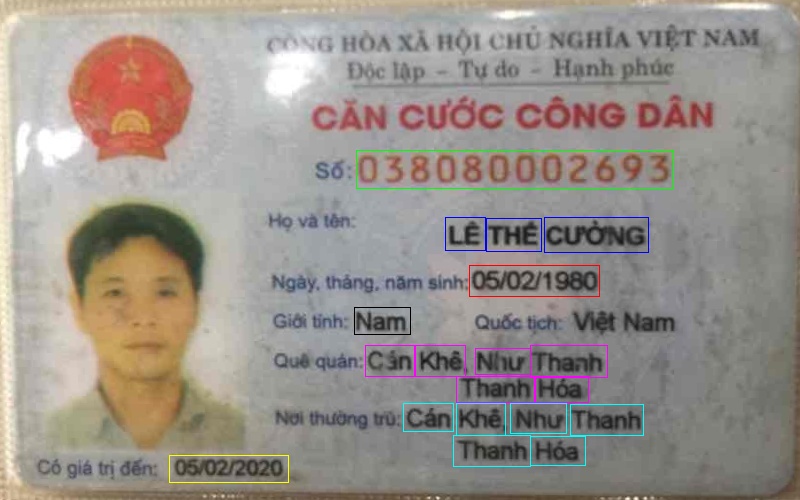 CỘNG HÒA XÃ HỘI CHỦ NGHĨA VIỆT NAM
Độc lập - Tự do - Hạnh phúc
CĂN CƯỚC CÔNG DÂN
Số: 038080002693
Họ và tên:
LÊ THẾ CƯỜNG
Ngày, tháng, năm sinh: 05/02/1980
Giới tính: Nam Quốc tịch: Việt Nam
Quê quán: Cán Khê, Như Thanh
Thanh Hóa
Nơi thường trú: Cán Khê, Như Thanh
Thanh Hóa
Có giá trị đến: 05/02/2020